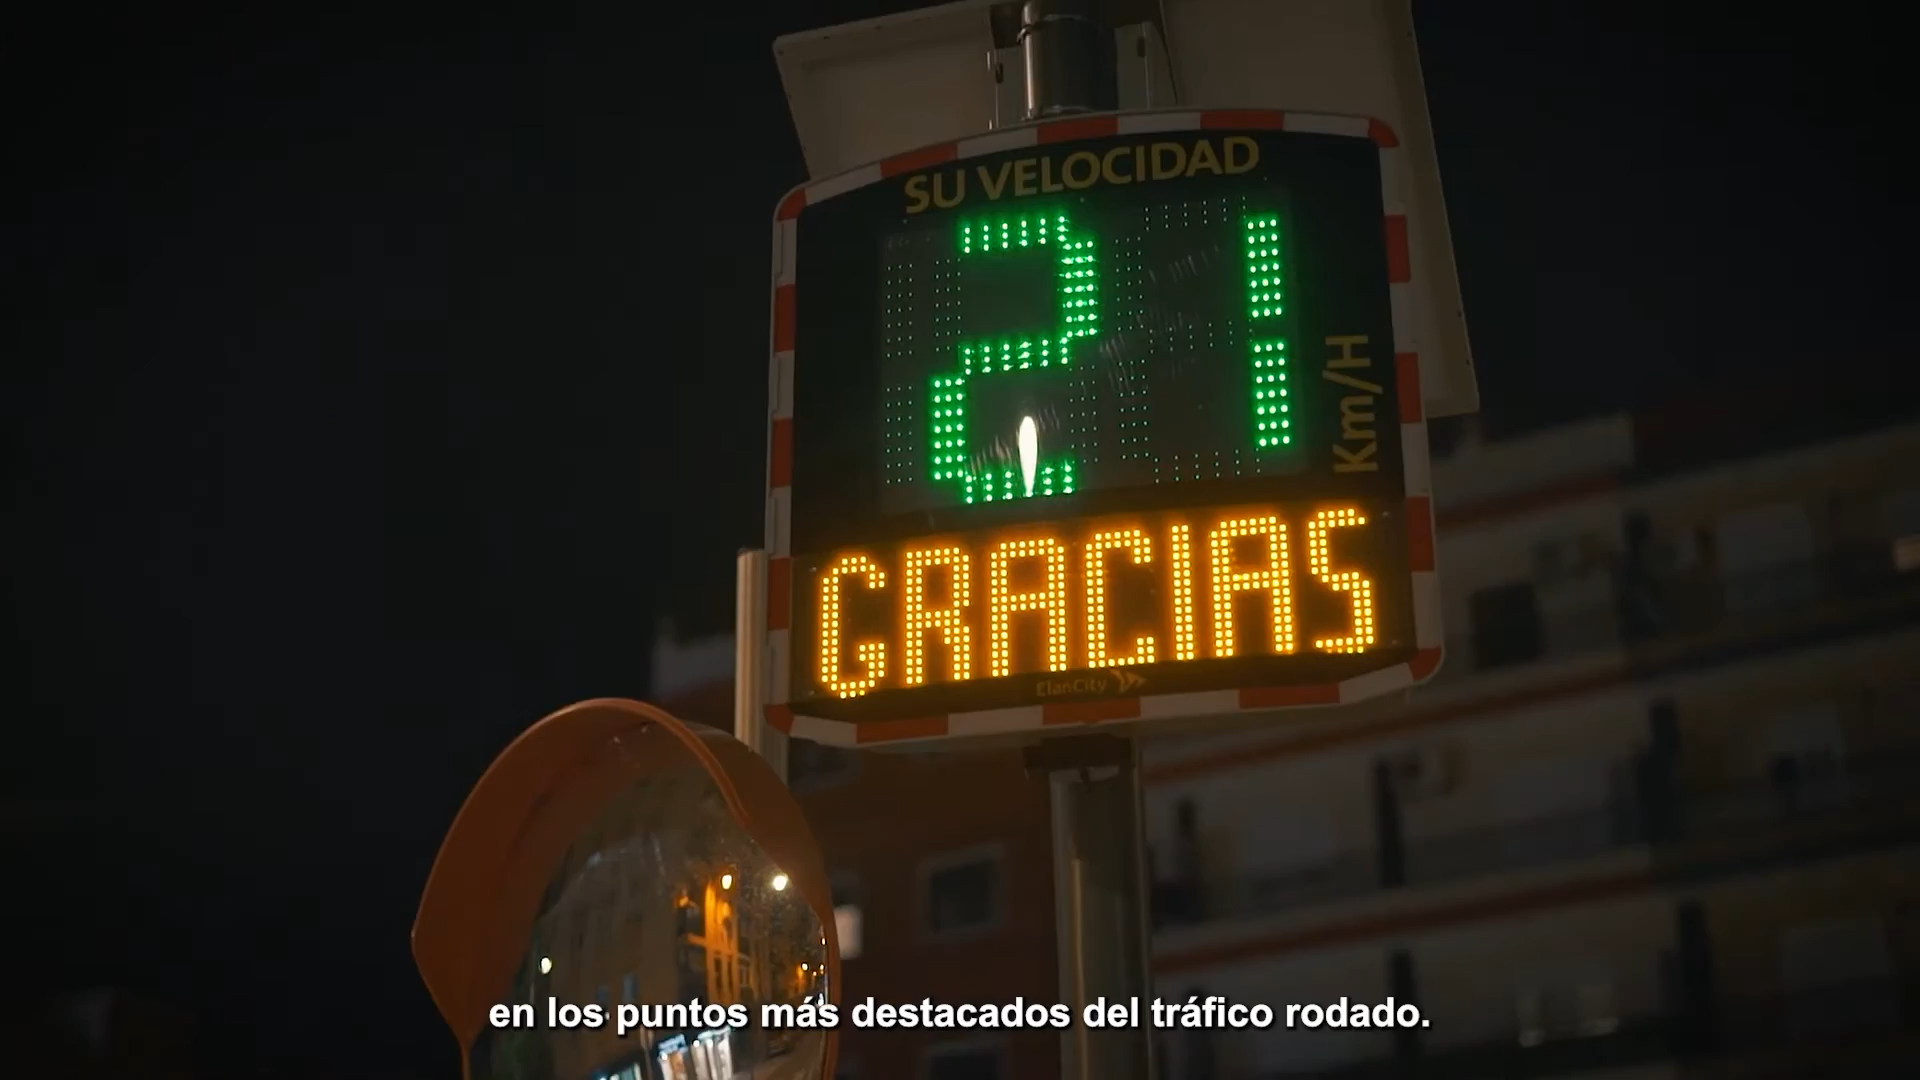 SU VELOCIDAD
21
Km/H
GRACIAS
ElanCity
en los puntos más destacados del tráfico rodado.